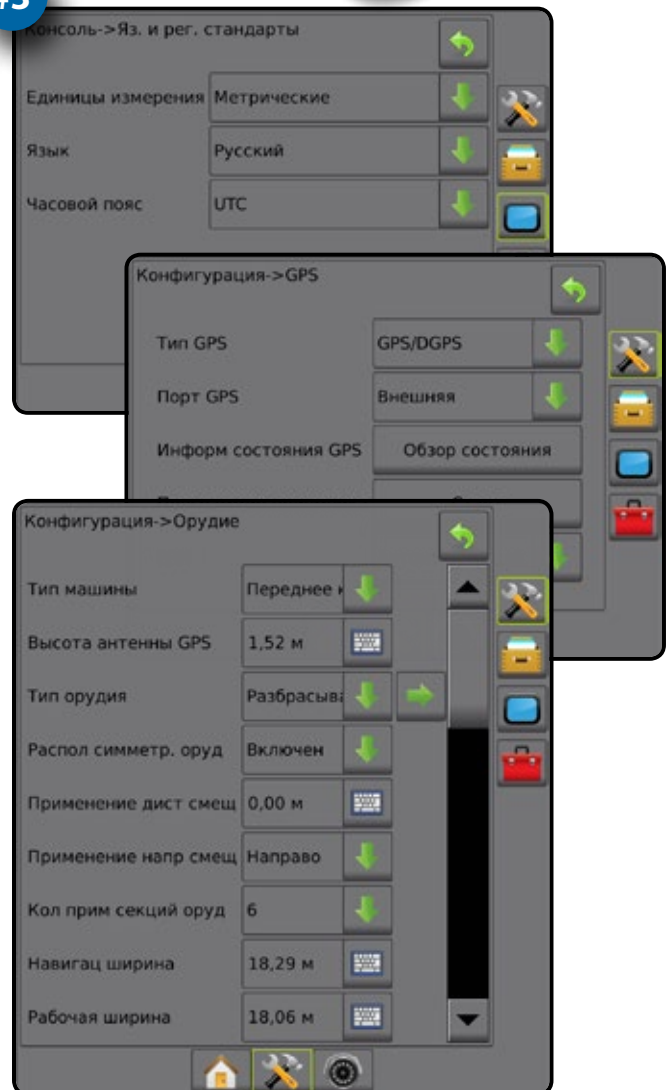 #3
Консоль->Яз. и рег. стандарты
Единицы измерения Метрические
Язык Русский
Часовой пояс UTC
Конфигурация->GPS
Тип GPS GPS/DGPS
Порт GPS Внешняя
Информ состояния GPS Обзор состояния
Конфигурация->Орудие
Тип машины Переднее
Высота антенны GPS 1,52 м
Тип орудия Разбрасыва
Распол симметр. оруд Включен
Применение дист смещ 0,00 м
Применение напр смещ Направо
Кол прим секций оруд 6
Навигац ширина 18,29 м
Рабочая ширина 18,06 м